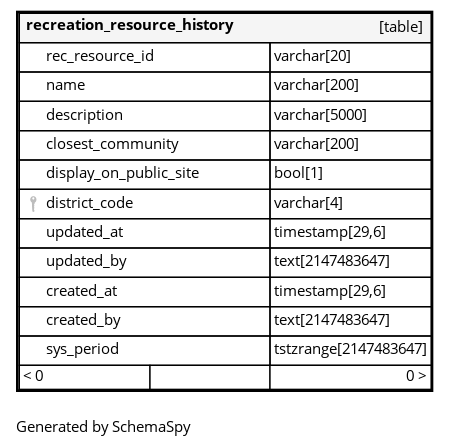 recreation_resource_history [table]
rec_resource_id varchar[20]
name varchar[200]
description varchar[5000]
closest_community varchar[200]
display_on_public_site bool[1]
district_code varchar[4]
updated_at timestamp[29,6]
updated_by text[2147483647]
created_at timestamp[29,6]
created_by text[2147483647]
sys_period tstzrange[2147483647]
< 0 0 >
Generated by SchemaSpy